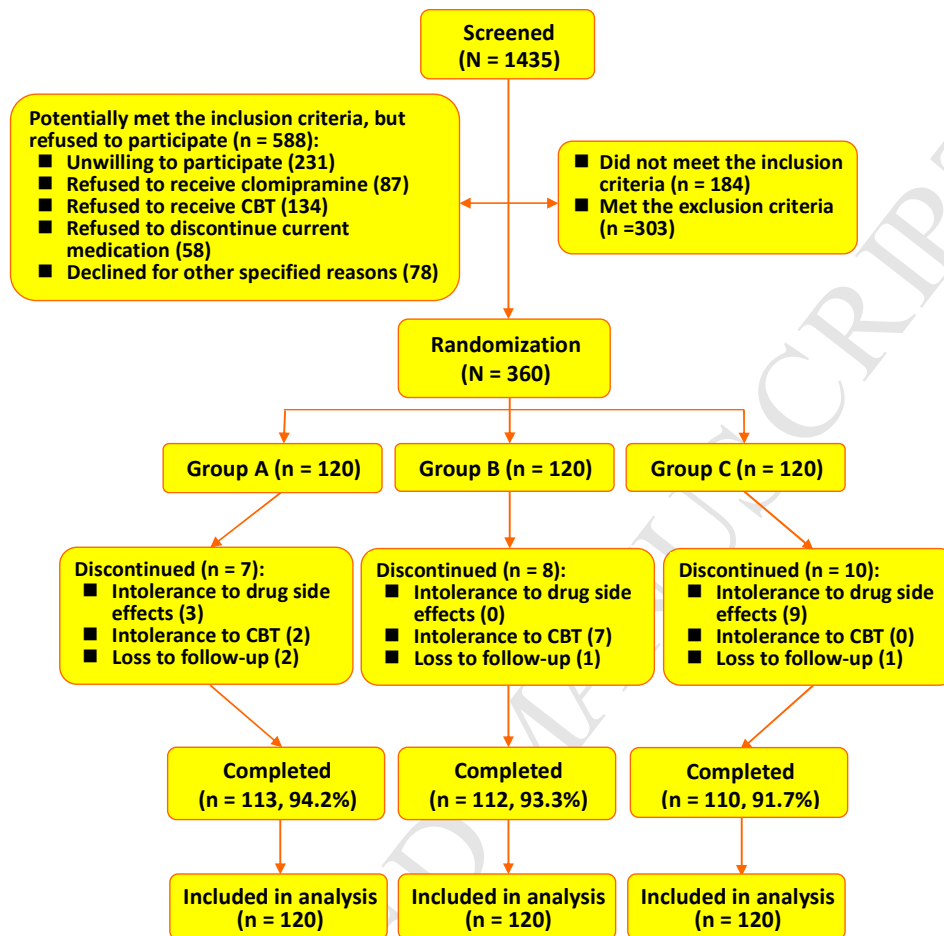 Screened
(N = 1435)
Potentially met the inclusion criteria, but
refused to participate (n = 588):
■ Unwilling to participate (231)
■ Refused to receive clomipramine (87)
■ Refused to receive CBT (134)
■ Refused to discontinue current
medication (58)
■ Declined for other specified reasons (78)
■ Did not meet the inclusion
criteria (n = 184)
■ Met the exclusion criteria
(n =303)
Randomization
(N = 360)
Group A (n = 120)
Group B (n = 120)
Group C (n = 120)
Discontinued (n = 7):
■ Intolerance to drug side
effects (3)
■ Intolerance to CBT (2)
■ Loss to follow-up (2)
Discontinued (n = 8):
■ Intolerance to drug side
effects (0)
■ Intolerance to CBT (7)
■ Loss to follow-up (1)
Discontinued (n = 10):
■ Intolerance to drug side
effects (9)
■ Intolerance to CBT (0)
■ Loss to follow-up (1)
Completed
(n = 113, 94.2%)
Completed
(n = 112, 93.3%)
Completed
(n = 110, 91.7%)
Included in analysis
(n = 120)
Included in analysis
(n = 120)
Included in analysis
(n = 120)